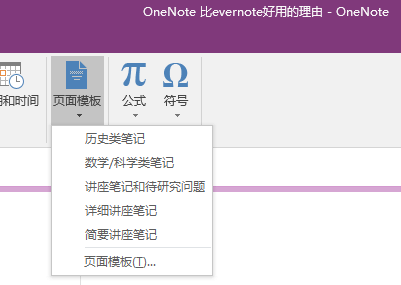 OneNote 比evernote好用的理由 - OneNote
和时间
页面模板
公式
符号
历史类笔记
数学/科学类笔记
讲座笔记和待研究问题
详细讲座笔记
简要讲座笔记
页面模板(T)...